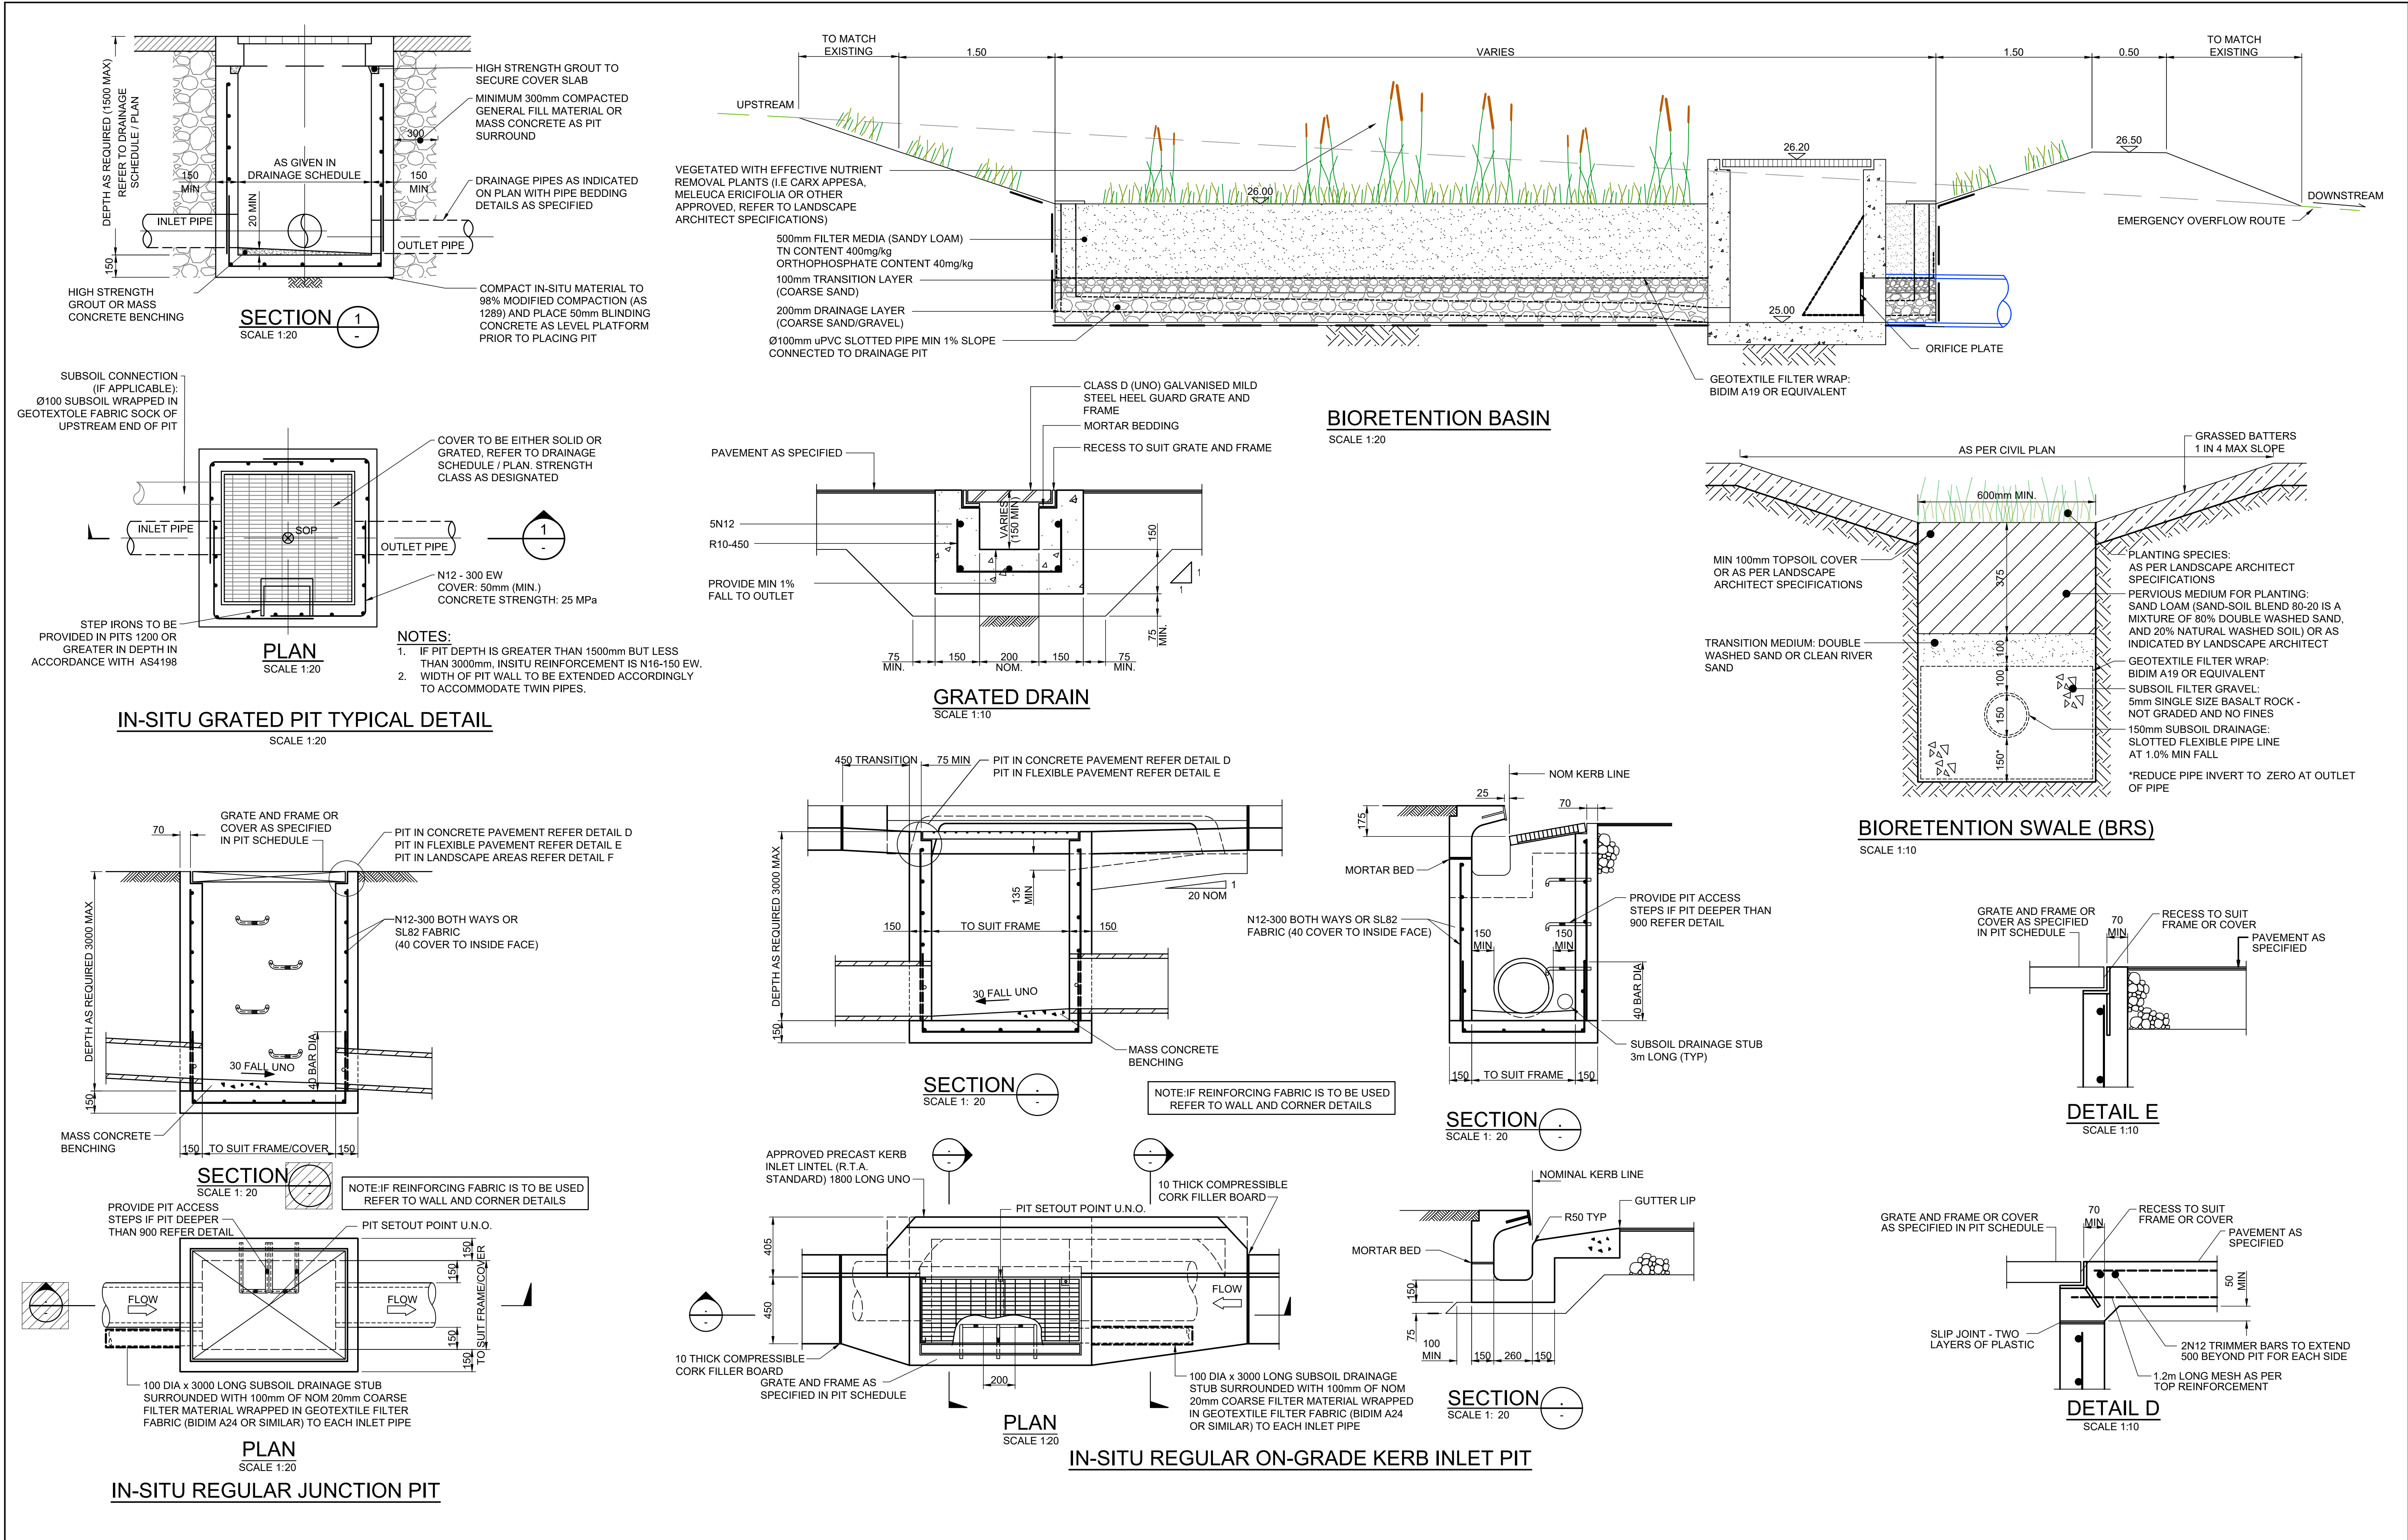 DEPTH AS REQUIRED (1500 MAX)
REFER TO DRAINAGE
SCHEDULE / PLAN
150
HIGH STRENGTH GROUT TO
SECURE COVER SLAB
MINIMUM 300mm COMPACTED
GENERAL FILL MATERIAL OR
MASS CONCRETE AS PIT
SURROUND
300
AS GIVEN IN
DRAINAGE SCHEDULE
150
MIN
150
MIN
20 MIN
DRAINAGE PIPES AS INDICATED
ON PLAN WITH PIPE BEDDING
DETAILS AS SPECIFIED
INLET PIPE
OUTLET PIPE
HIGH STRENGTH
GROUT OR MASS
CONCRETE BENCHING
COMPACT IN-SITU MATERIAL TO
98% MODIFIED COMPACTION (AS
1289) AND PLACE 50mm BLINDING
CONCRETE AS LEVEL PLATFORM
PRIOR TO PLACING PIT
SECTION
1
-
SCALE 1:20
SUBSOIL CONNECTION
(IF APPLICABLE):
Ø100 SUBSOIL WRAPPED IN
GEOTEXTOLE FABRIC SOCK OF
UPSTREAM END OF PIT
COVER TO BE EITHER SOLID OR
GRATED, REFER TO DRAINAGE
SCHEDULE / PLAN. STRENGTH
CLASS AS DESIGNATED
INLET PIPE
SOP
OUTLET PIPE
1
-
N12 - 300 EW
COVER: 50mm (MIN.)
CONCRETE STRENGTH: 25 MPa
STEP IRONS TO BE
PROVIDED IN PITS 1200 OR
GREATER IN DEPTH IN
ACCORDANCE WITH AS4198
PLAN
SCALE 1:20
NOTES:
1. IF PIT DEPTH IS GREATER THAN 1500mm BUT LESS
THAN 3000mm, INSITU REINFORCEMENT IS N16-150 EW.
2. WIDTH OF PIT WALL TO BE EXTENDED ACCORDINGLY
TO ACCOMMODATE TWIN PIPES.
IN-SITU GRATED PIT TYPICAL DETAIL
SCALE 1:20
TO MATCH
EXISTING
1.50
VARIES
1.50
0.50
TO MATCH
EXISTING
UPSTREAM
VEGETATED WITH EFFECTIVE NUTRIENT
REMOVAL PLANTS (I.E CARX APPESA,
MELEUCA ERICIFOLIA OR OTHER
APPROVED, REFER TO LANDSCAPE
ARCHITECT SPECIFICATIONS)
26.00
26.20
26.50
DOWNSTREAM
EMERGENCY OVERFLOW ROUTE
500mm FILTER MEDIA (SANDY LOAM)
TN CONTENT 400mg/kg
ORTHOPHOSPHATE CONTENT 40mg/kg
100mm TRANSITION LAYER
(COARSE SAND)
200mm DRAINAGE LAYER
(COARSE SAND/GRAVEL)
Ø100mm uPVC SLOTTED PIPE MIN 1% SLOPE
CONNECTED TO DRAINAGE PIT
25.00
ORIFICE PLATE
GEOTEXTILE FILTER WRAP:
BIDIM A19 OR EQUIVALENT
BIORETENTION BASIN
SCALE 1:20
CLASS D (UNO) GALVANISED MILD
STEEL HEEL GUARD GRATE AND
FRAME
MORTAR BEDDING
RECESS TO SUIT GRATE AND FRAME
PAVEMENT AS SPECIFIED
5N12
R10-450
VARIES
(150 MIN)
150
1
1
PROVIDE MIN 1%
FALL TO OUTLET
75
MIN.
75
MIN.
150
200
NOM.
150
75
MIN.
GRATED DRAIN
SCALE 1:10
AS PER CIVIL PLAN
GRASSED BATTERS
1 IN 4 MAX SLOPE
600mm MIN.
MIN 100mm TOPSOIL COVER
OR AS PER LANDSCAPE
ARCHITECT SPECIFICATIONS
375
100
100
150
150*
TRANSITION MEDIUM: DOUBLE
WASHED SAND OR CLEAN RIVER
SAND
PLANTING SPECIES:
AS PER LANDSCAPE ARCHITECT
SPECIFICATIONS
PERVIOUS MEDIUM FOR PLANTING:
SAND LOAM (SAND-SOIL BLEND 80-20 IS A
MIXTURE OF 80% DOUBLE WASHED SAND,
AND 20% NATURAL WASHED SOIL) OR AS
INDICATED BY LANDSCAPE ARCHITECT
GEOTEXTILE FILTER WRAP:
BIDIM A19 OR EQUIVALENT
SUBSOIL FILTER GRAVEL:
5mm SINGLE SIZE BASALT ROCK -
NOT GRADED AND NO FINES
150mm SUBSOIL DRAINAGE:
SLOTTED FLEXIBLE PIPE LINE
AT 1.0% MIN FALL
*REDUCE PIPE INVERT TO ZERO AT OUTLET
OF PIPE
BIORETENTION SWALE (BRS)
SCALE 1:10
70
GRATE AND FRAME OR
COVER AS SPECIFIED
IN PIT SCHEDULE
PIT IN CONCRETE PAVEMENT REFER DETAIL D
PIT IN FLEXIBLE PAVEMENT REFER DETAIL E
PIT IN LANDSCAPE AREAS REFER DETAIL F
DEPTH AS REQUIRED 3000 MAX
150
N12-300 BOTH WAYS OR
SL82 FABRIC
(40 COVER TO INSIDE FACE)
30 FALL UNO
40 BAR DIA
MASS CONCRETE
BENCHING
150
TO SUIT FRAME/COVER
150
SECTION
SCALE 1: 20
.
-
NOTE:IF REINFORCING FABRIC IS TO BE USED
REFER TO WALL AND CORNER DETAILS
PROVIDE PIT ACCESS
STEPS IF PIT DEEPER
THAN 900 REFER DETAIL
PIT SETOUT POINT U.N.O.
FLOW
FLOW
150
150
150
150
TO SUIT FRAME/COVER
.
-
100 DIA x 3000 LONG SUBSOIL DRAINAGE STUB
SURROUNDED WITH 100mm OF NOM 20mm COARSE
FILTER MATERIAL WRAPPED IN GEOTEXTILE FILTER
FABRIC (BIDIM A24 OR SIMILAR) TO EACH INLET PIPE
PLAN
SCALE 1:20
IN-SITU REGULAR JUNCTION PIT
450 TRANSITION
75 MIN
PIT IN CONCRETE PAVEMENT REFER DETAIL D
PIT IN FLEXIBLE PAVEMENT REFER DETAIL E
DEPTH AS REQUIRED 3000 MAX
150
135
MIN
1
20 NOM
150
TO SUIT FRAME
150
30 FALL UNO
MASS CONCRETE
BENCHING
SECTION
SCALE 1: 20
.
-
NOTE:IF REINFORCING FABRIC IS TO BE USED
REFER TO WALL AND CORNER DETAILS
NOM KERB LINE
25
70
175
MORTAR BED
N12-300 BOTH WAYS OR SL82
FABRIC (40 COVER TO INSIDE FACE)
150
MIN
150
MIN
PROVIDE PIT ACCESS
STEPS IF PIT DEEPER THAN
900 REFER DETAIL
40 BAR DIA
SUBSOIL DRAINAGE STUB
3m LONG (TYP)
150
TO SUIT FRAME
150
SECTION
SCALE 1: 20
.
-
APPROVED PRECAST KERB
INLET LINTEL (R.T.A.
STANDARD) 1800 LONG UNO
.
-
.
-
10 THICK COMPRESSIBLE
CORK FILLER BOARD
PIT SETOUT POINT U.N.O.
405
450
FLOW
.
-
10 THICK COMPRESSIBLE
CORK FILLER BOARD
GRATE AND FRAME AS
SPECIFIED IN PIT SCHEDULE
200
100 DIA x 3000 LONG SUBSOIL DRAINAGE
STUB SURROUNDED WITH 100mm OF NOM
20mm COARSE FILTER MATERIAL WRAPPED
IN GEOTEXTILE FILTER FABRIC (BIDIM A24
OR SIMILAR) TO EACH INLET PIPE
PLAN
SCALE 1:20
NOMINAL KERB LINE
GUTTER LIP
R50 TYP
MORTAR BED
150
75
100
MIN
150
260
150
SECTION
SCALE 1: 20
.
-
IN-SITU REGULAR ON-GRADE KERB INLET PIT
GRATE AND FRAME OR
COVER AS SPECIFIED
IN PIT SCHEDULE
70
MIN
RECESS TO SUIT
FRAME OR COVER
PAVEMENT AS
SPECIFIED
DETAIL E
SCALE 1:10
GRATE AND FRAME OR COVER
AS SPECIFIED IN PIT SCHEDULE
70
MIN
RECESS TO SUIT
FRAME OR COVER
PAVEMENT AS
SPECIFIED
50
MIN
SLIP JOINT - TWO
LAYERS OF PLASTIC
2N12 TRIMMER BARS TO EXTEND
500 BEYOND PIT FOR EACH SIDE
1.2m LONG MESH AS PER
TOP REINFORCEMENT
DETAIL D
SCALE 1:10